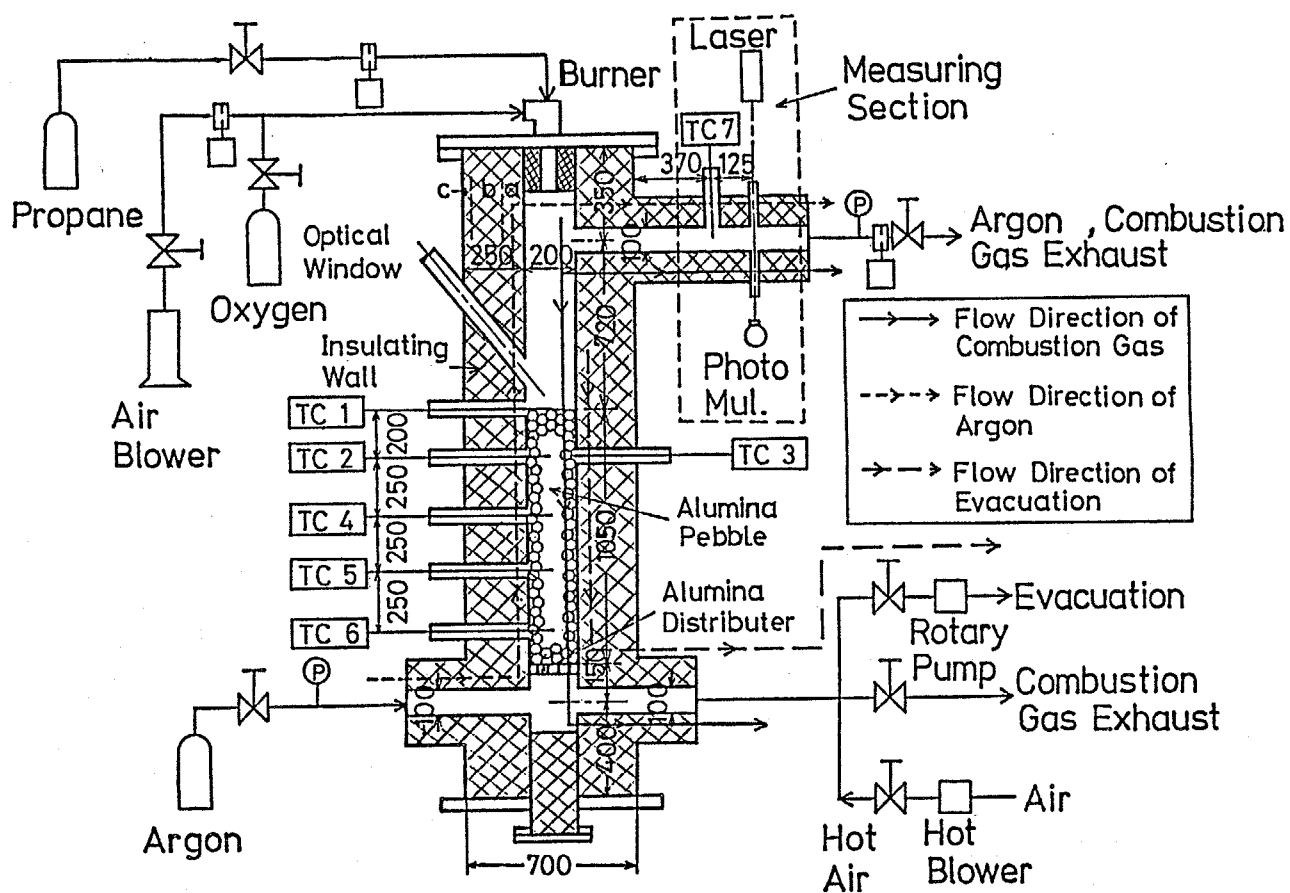 Laser
Burner
Measuring
Section
TC 7
370
125
Propane
c
b
a
350
P
Argon , Combustion
Gas Exhaust
Optical
Window
250
200
100
Oxygen
Flow Direction of
Combustion Gas
Insulating
Wall
720
Photo
Mul.
Flow Direction of
Argon
Air
Blower
TC 1
200
TC 2
TC 3
Flow Direction of
Evacuation
250
TC 4
Alumina
Pebble
1050
250
TC 5
Alumina
Distributer
250
TC 6
Evacuation
Rotary
Pump
150
P
100
100
Combustion
Gas Exhaust
400
Argon
Air
Hot
Air
Hot
Blower
700